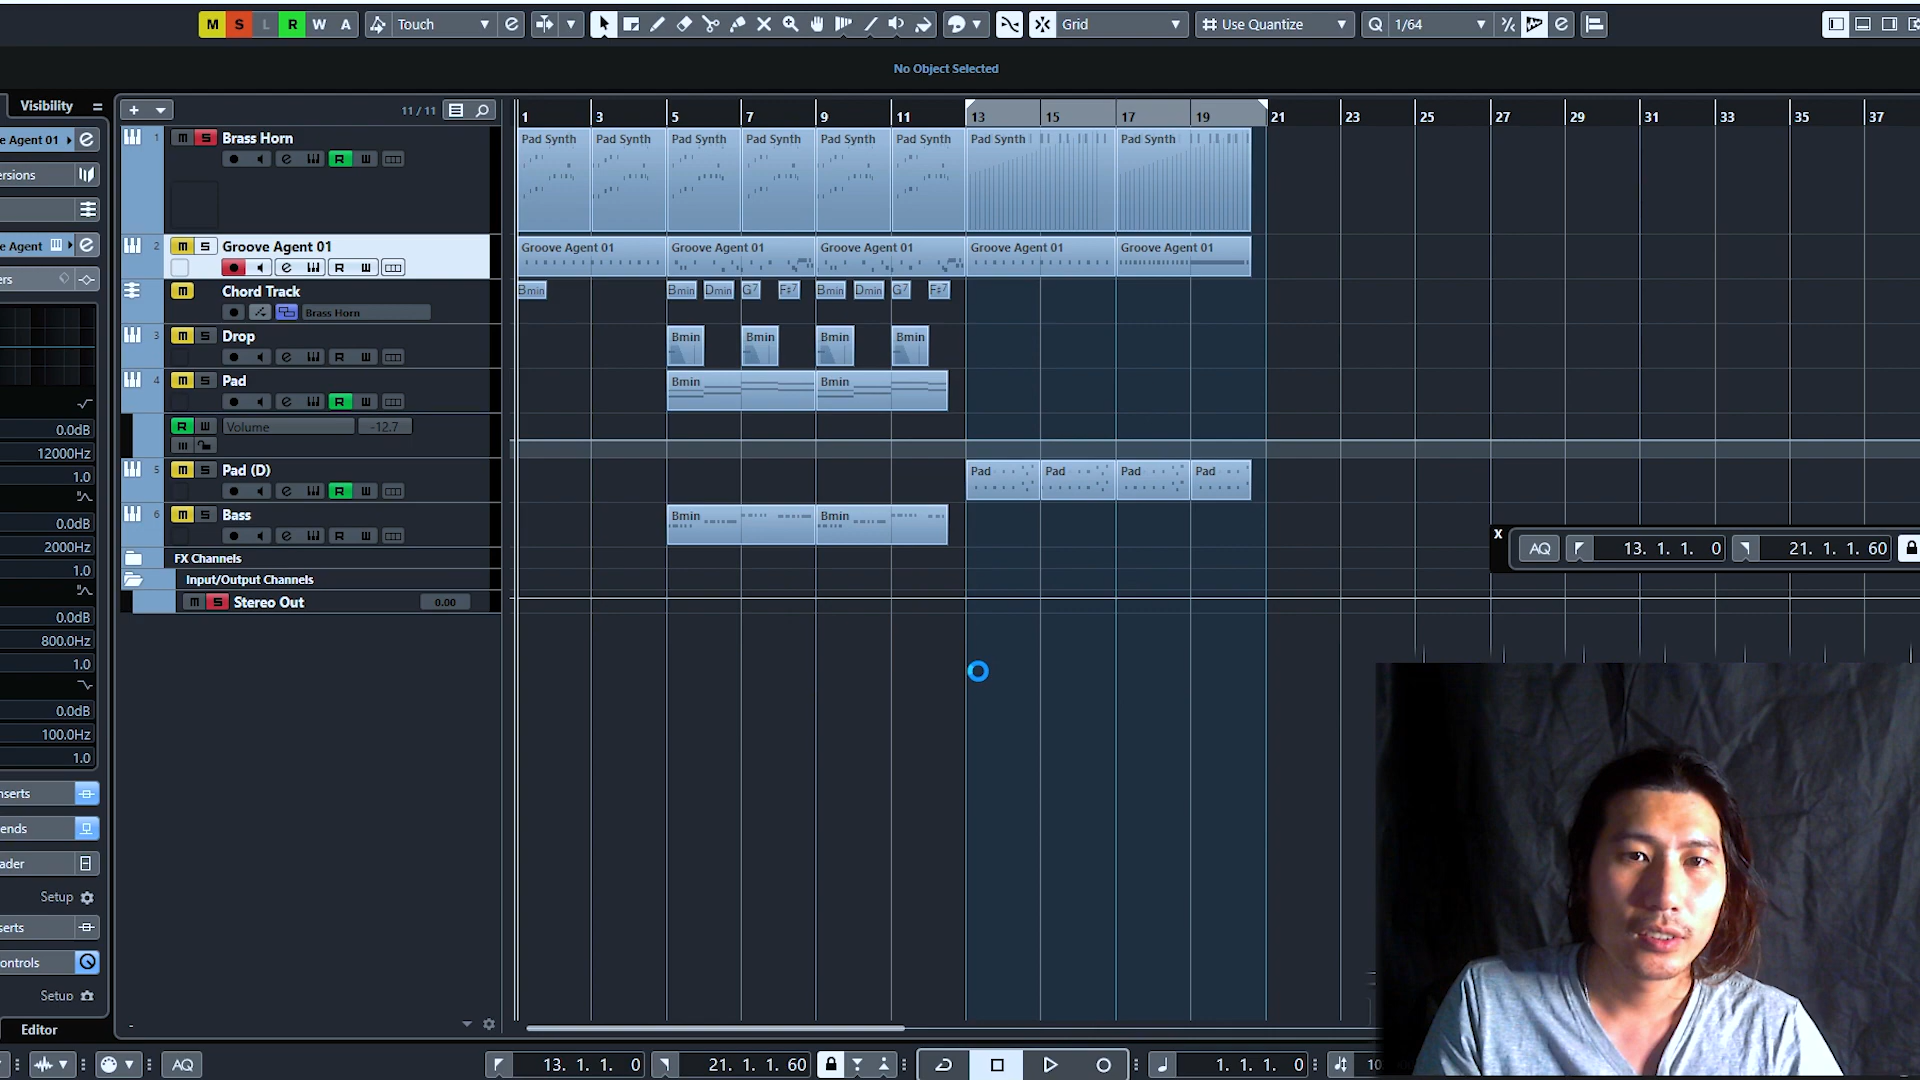 M S L R W A Touch Grid Use Quantize Q 1/64
No Object Selected
Visibility
11 / 11
1 3 5 7 9 11 13 15 17 19 21 23 25 27 29 31 33 35 37
e Agent 01
ersions
e Agent
ers
0.0dB
12000Hz
1.0
0.0dB
2000Hz
1.0
0.0dB
800.0Hz
1.0
0.0dB
100.0Hz
1.0
nserts
ends
ader
Setup
serts
ontrols
Setup
Editor
1 m S Brass Horn
R
Pad Synth Pad Synth Pad Synth Pad Synth Pad Synth Pad Synth Pad Synth Pad Synth
2 m S Groove Agent 01
R
Groove Agent 01 Groove Agent 01 Groove Agent 01 Groove Agent 01 Groove Agent 01
m Chord Track
Brass Horn
Bmin Bmin Dmin G7 F♯7 Bmin Dmin G7 F♯7
3 m S Drop
R
Bmin Bmin Bmin Bmin
4 m S Pad
R
Bmin Bmin
R Volume -12.7
5 m S Pad (D)
R
Pad Pad Pad Pad
6 m S Bass
R
Bmin Bmin
FX Channels
Input/Output Channels
m S Stereo Out 0.00
X AQ 13. 1. 1. 0 21. 1. 1. 60
AQ 13. 1. 1. 0 21. 1. 1. 60 1. 1. 1. 0 10